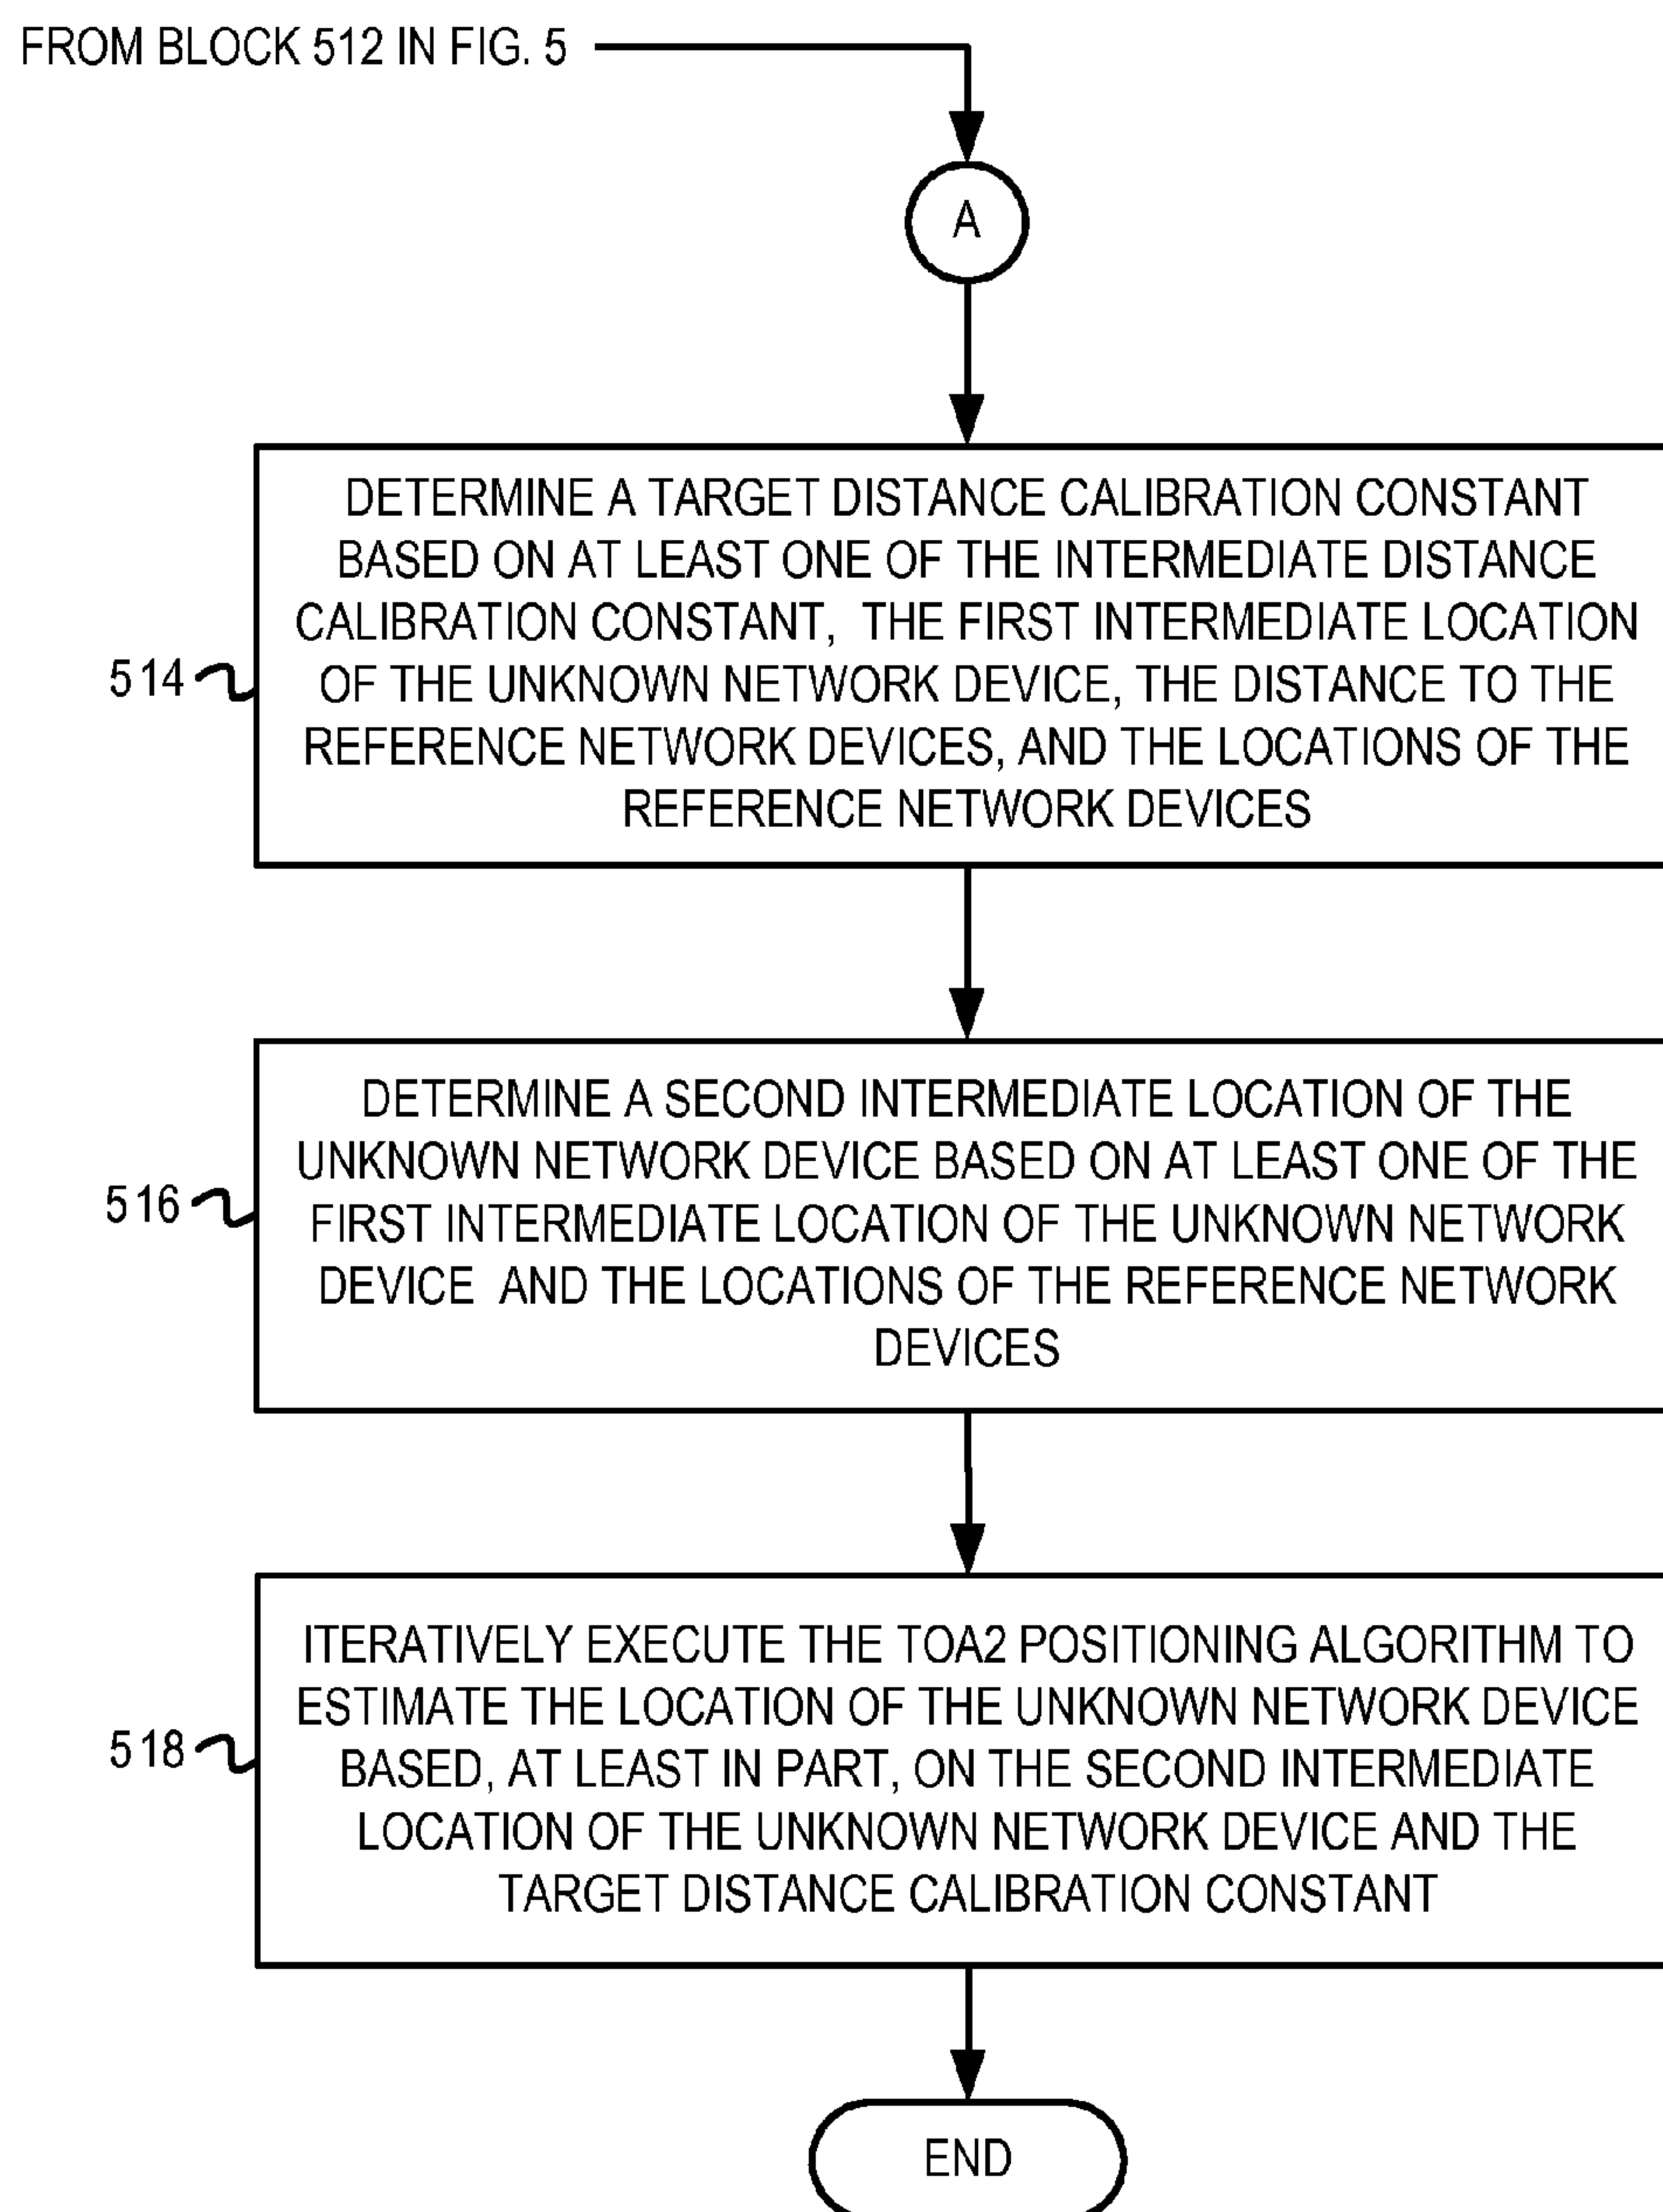 FROM BLOCK 512 IN FIG. 5
A
DETERMINE A TARGET DISTANCE CALIBRATION CONSTANT
BASED ON AT LEAST ONE OF THE INTERMEDIATE DISTANCE
CALIBRATION CONSTANT, THE FIRST INTERMEDIATE LOCATION
OF THE UNKNOWN NETWORK DEVICE, THE DISTANCE TO THE
REFERENCE NETWORK DEVICES, AND THE LOCATIONS OF THE
REFERENCE NETWORK DEVICES
514
DETERMINE A SECOND INTERMEDIATE LOCATION OF THE
UNKNOWN NETWORK DEVICE BASED ON AT LEAST ONE OF THE
FIRST INTERMEDIATE LOCATION OF THE UNKNOWN NETWORK
DEVICE AND THE LOCATIONS OF THE REFERENCE NETWORK
DEVICES
516
ITERATIVELY EXECUTE THE TOA2 POSITIONING ALGORITHM TO
ESTIMATE THE LOCATION OF THE UNKNOWN NETWORK DEVICE
BASED, AT LEAST IN PART, ON THE SECOND INTERMEDIATE
LOCATION OF THE UNKNOWN NETWORK DEVICE AND THE
TARGET DISTANCE CALIBRATION CONSTANT
518
END